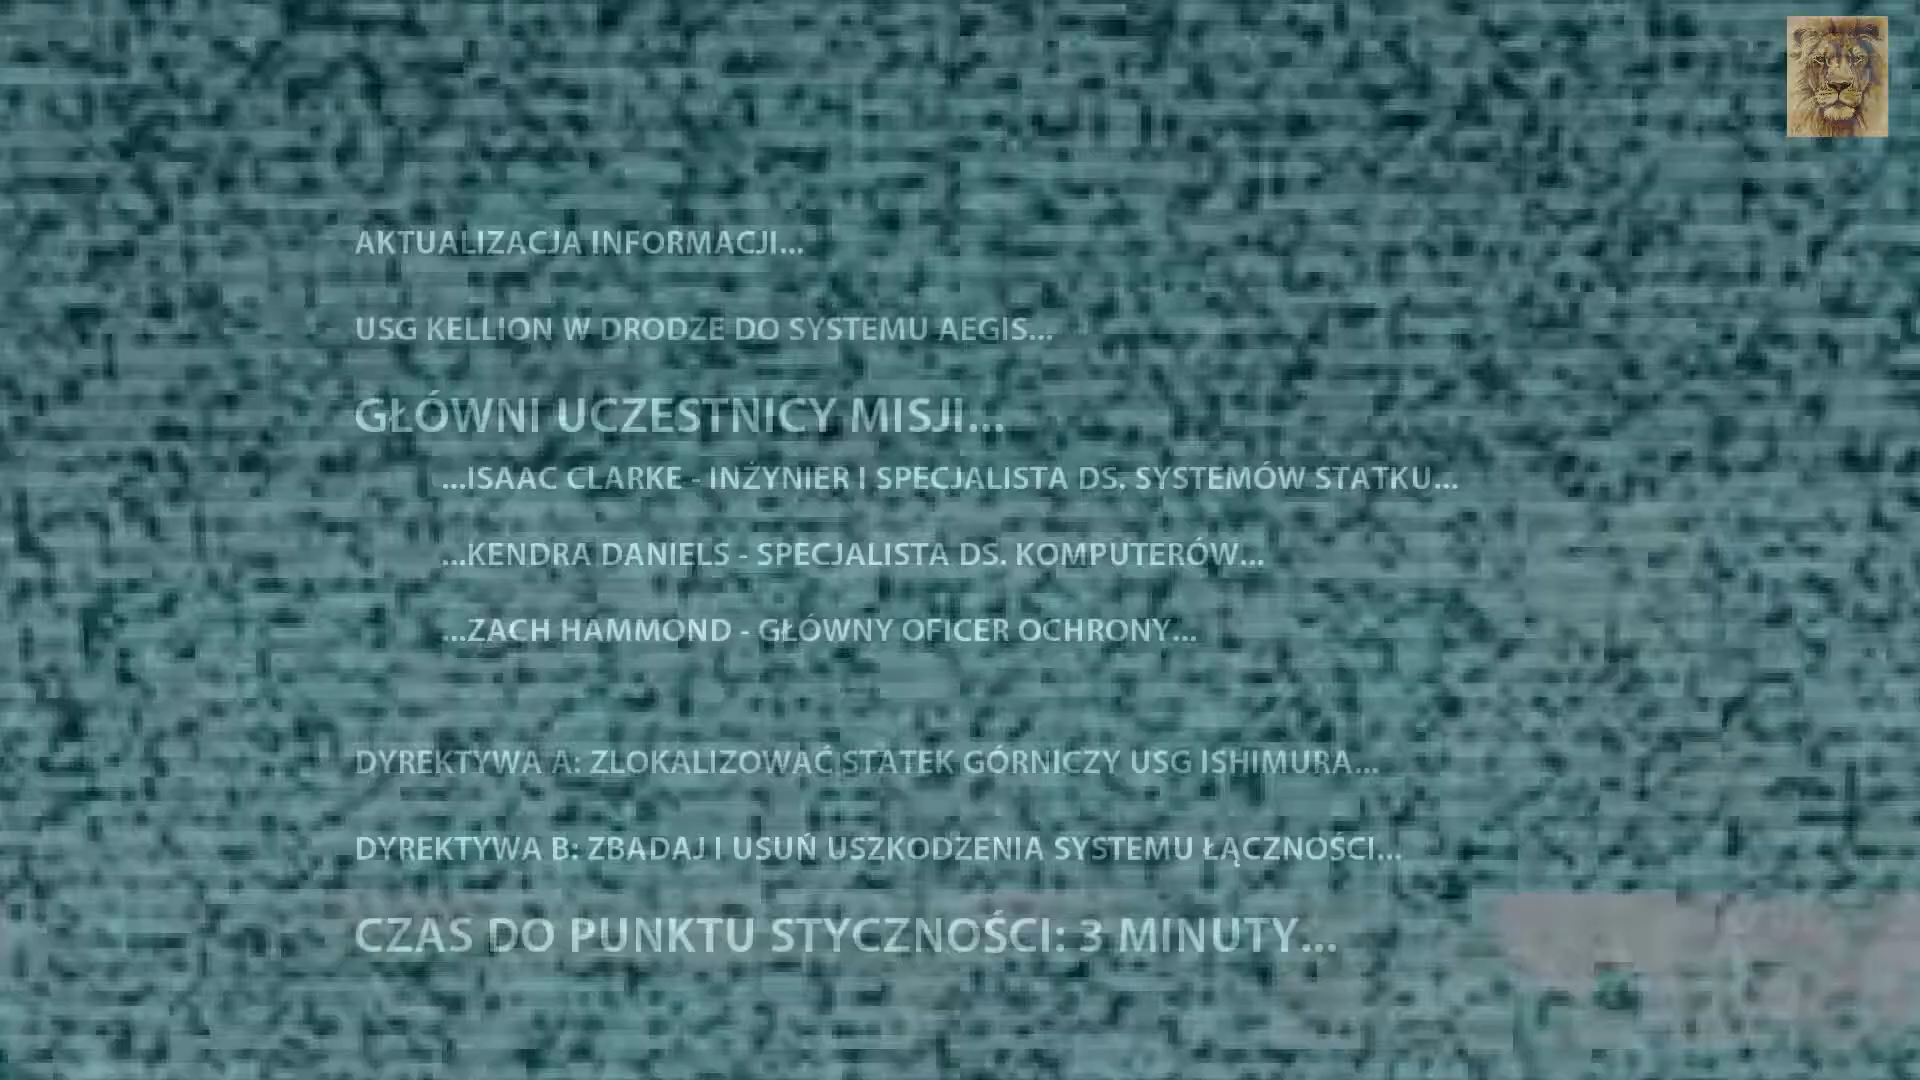 AKTUALIZACJA INFORMACJI...
USG KELLION W DRODZE DO SYSTEMU AEGIS...
GŁÓWNI UCZESTNICY MISJI...
...ISAAC CLARKE - INŻYNIER I SPECJALISTA DS. SYSTEMÓW STATKU...
...KENDRA DANIELS - SPECJALISTA DS. KOMPUTERÓW...
...ZACH HAMMOND - GŁÓWNY OFICER OCHRONY...
DYREKTYWA A: ZLOKALIZOWAĆ STATEK GÓRNICZY USG ISHIMURA...
DYREKTYWA B: ZBADAJ I USUŃ USZKODZENIA SYSTEMU ŁĄCZNOŚCI...
CZAS DO PUNKTU STYCZNOŚCI: 3 MINUTY...